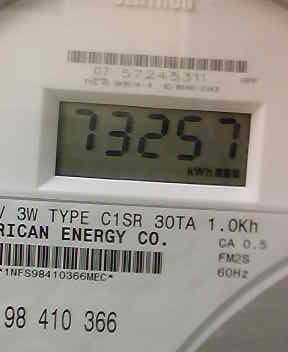 07 57245311
73257
kWh
V 3W TYPE C1SR 30TA 1.0Kh
RICAN ENERGY CO.
CA 0.5
FM2S
*1NFS98410366MEC*
60Hz
98 410 366